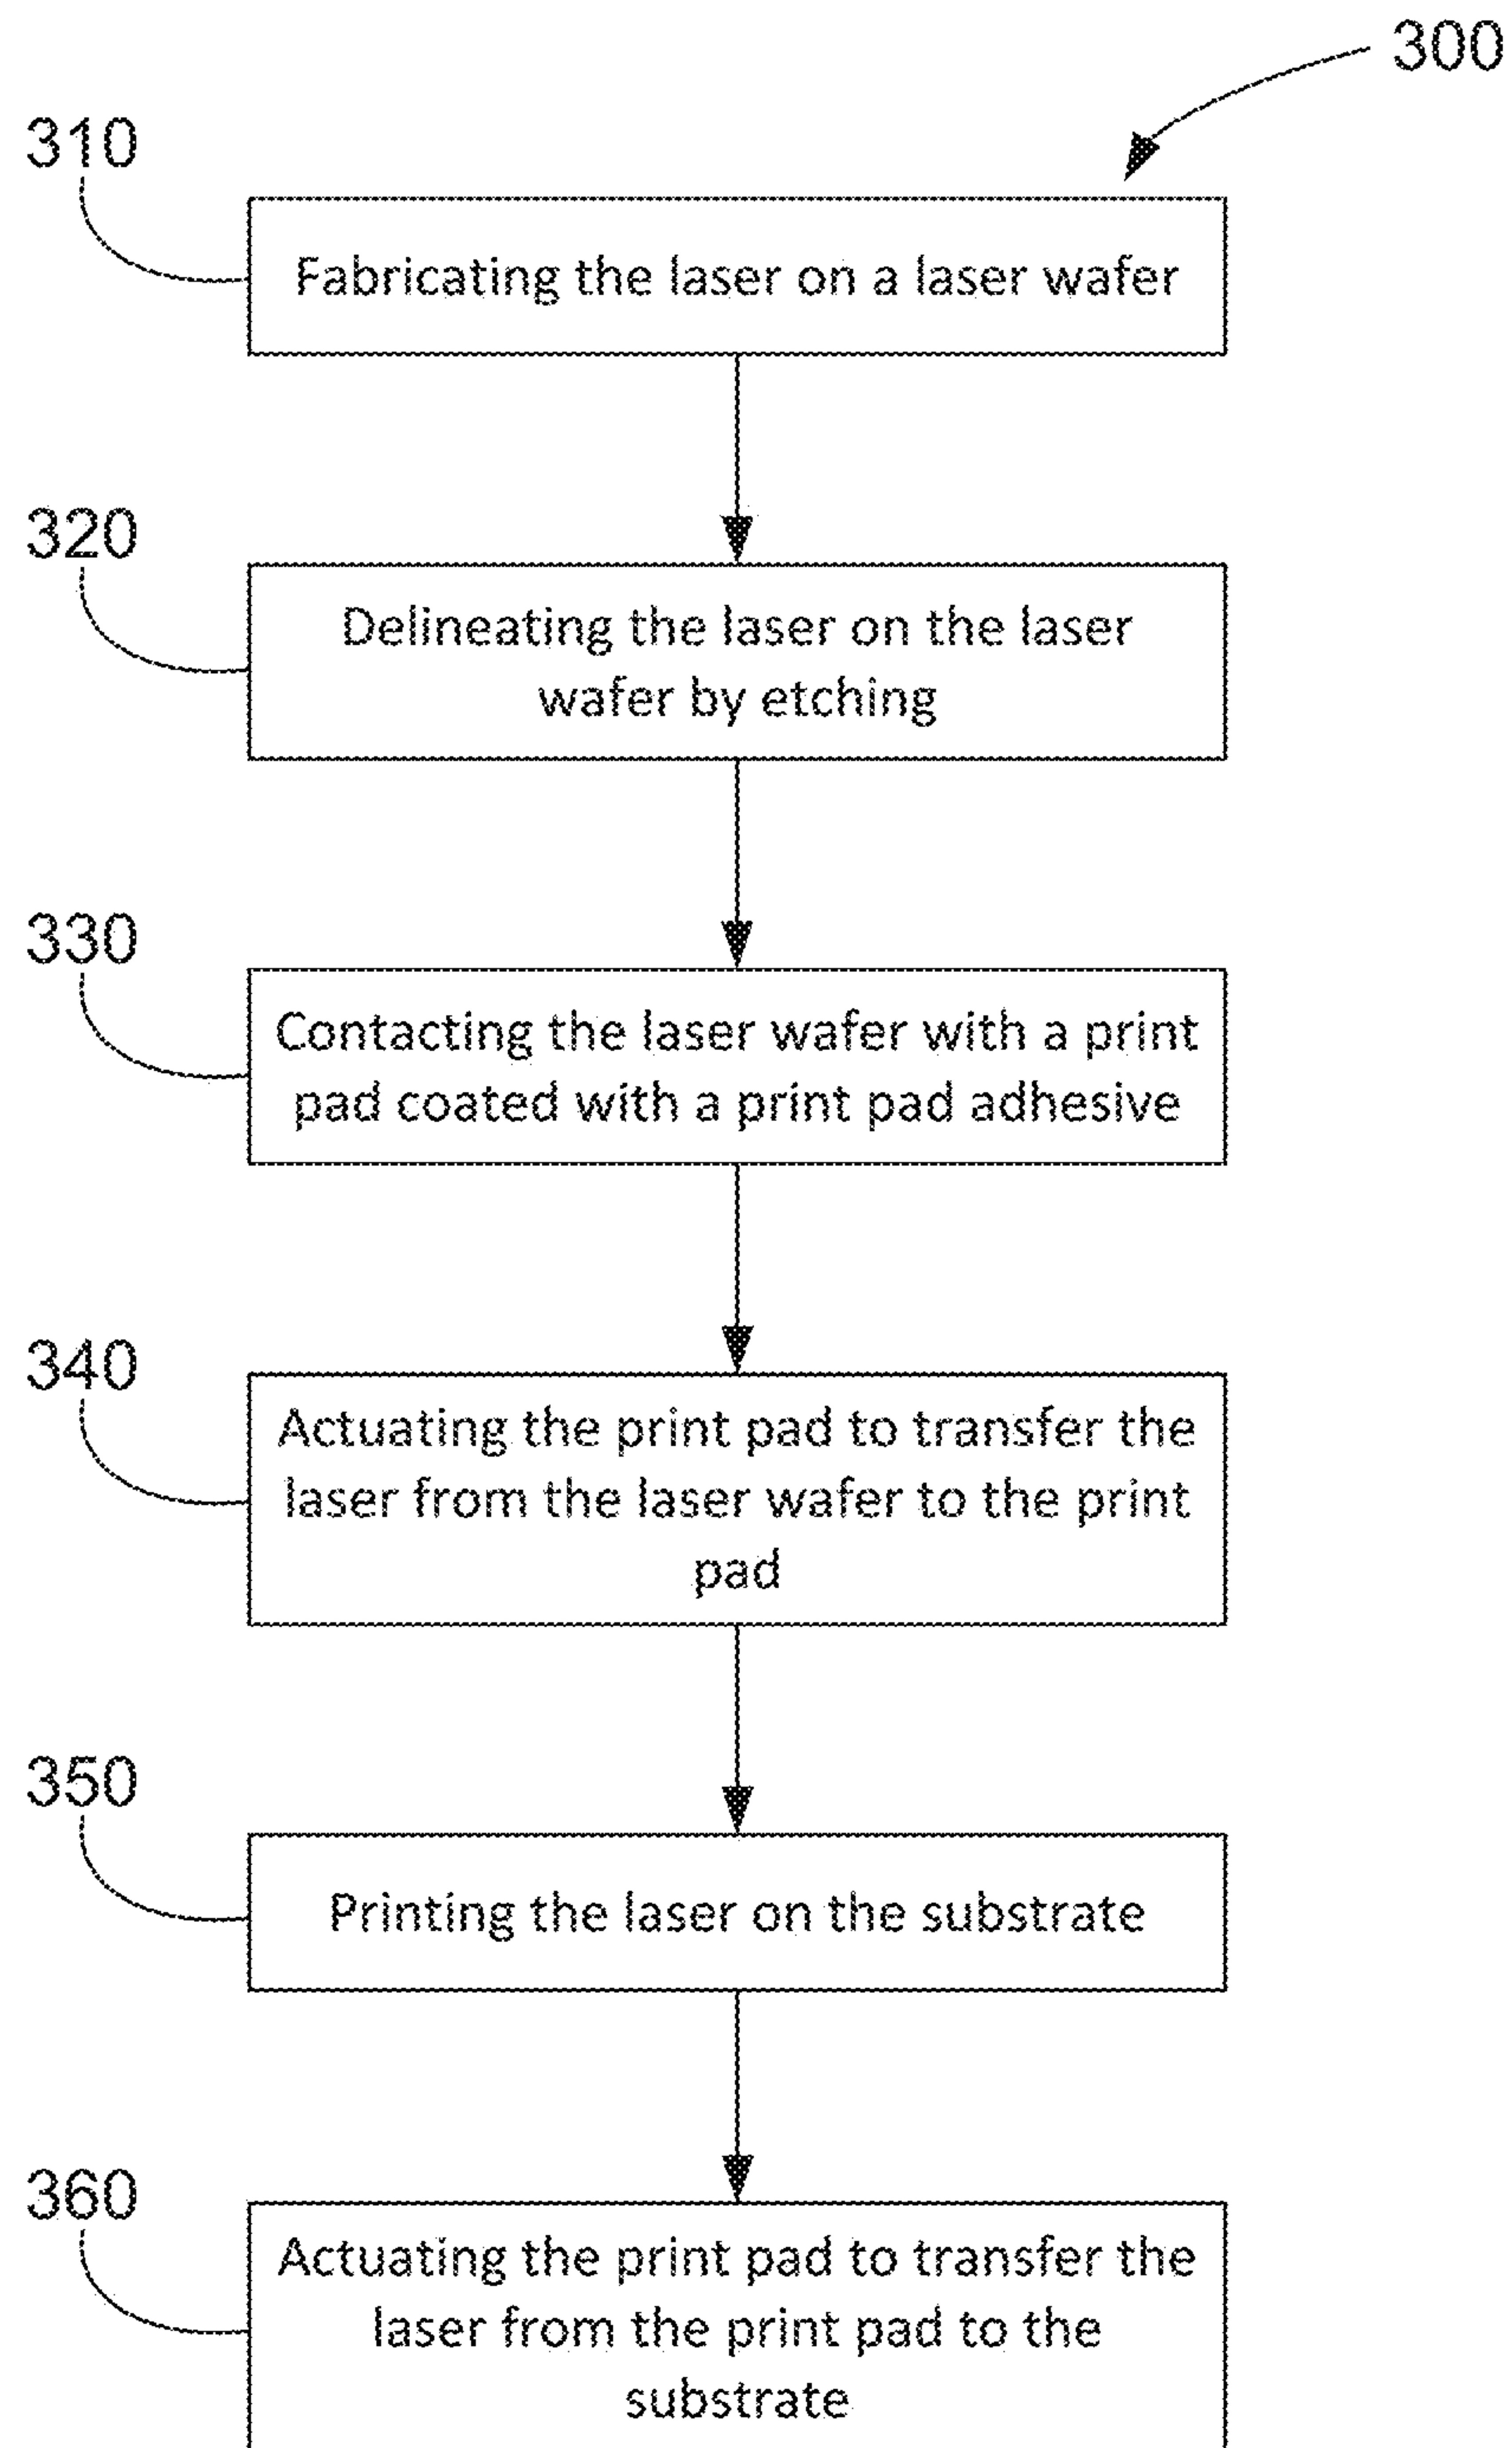 300
310
Fabricating the laser on a laser wafer
320
Delineating the laser on the laser
wafer by etching
330
Contacting the laser wafer with a print
pad coated with a print pad adhesive
340
Actuating the print pad to transfer the
laser from the laser wafer to the print
pad
350
Printing the laser on the substrate
360
Actuating the print pad to transfer the
laser from the print pad to the
substrate